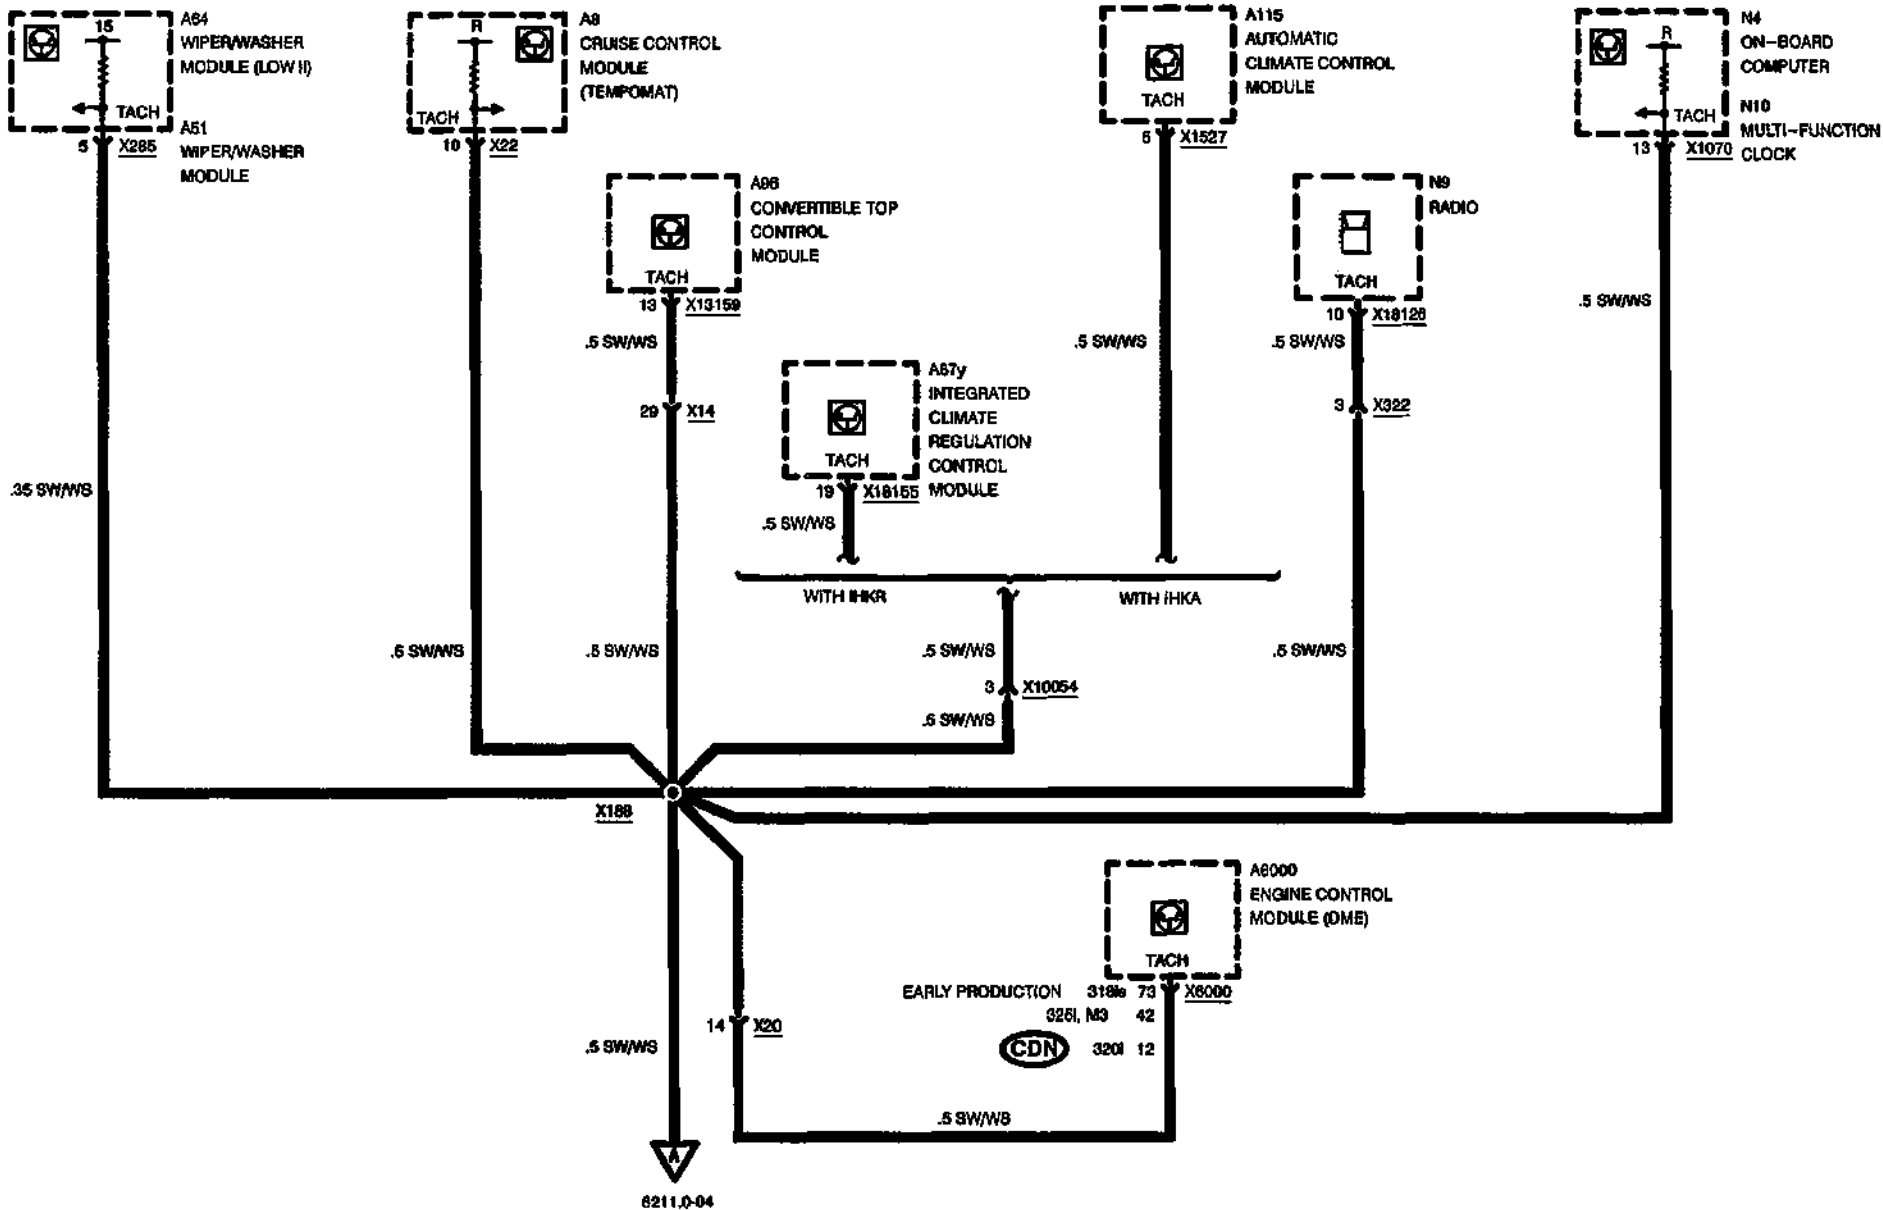 15
TACH
A64
WIPER/WASHER
MODULE (LOW II)
A61
WIPER/WASHER
MODULE
5
X265
R
TACH
A8
CRUISE CONTROL
MODULE
(TEMPOMAT)
10
X22
TACH
A115
AUTOMATIC
CLIMATE CONTROL
MODULE
6
X1527
R
TACH
N4
ON-BOARD
COMPUTER
N10
MULTI-FUNCTION
CLOCK
13
X1070
TACH
A96
CONVERTIBLE TOP
CONTROL
MODULE
13
X13159
.5 SW/WS
29
X14
TACH
N9
RADIO
10
X18126
.5 SW/WS
3
X322
.5 SW/WS
.5 SW/WS
TACH
A67y
INTEGRATED
CLIMATE
REGULATION
CONTROL
MODULE
19
X18155
.5 SW/WS
.35 SW/WS
WITH IHKR
WITH IHKA
.5 SW/WS
.5 SW/WS
.5 SW/WS
.5 SW/WS
3
X10054
.5 SW/WS
X188
TACH
A6000
ENGINE CONTROL
MODULE (DME)
EARLY PRODUCTION
318is 73
X6000
325i, M3 42
CDN
320i 12
14
X20
.5 SW/WS
.5 SW/WS
A
6211.0-04